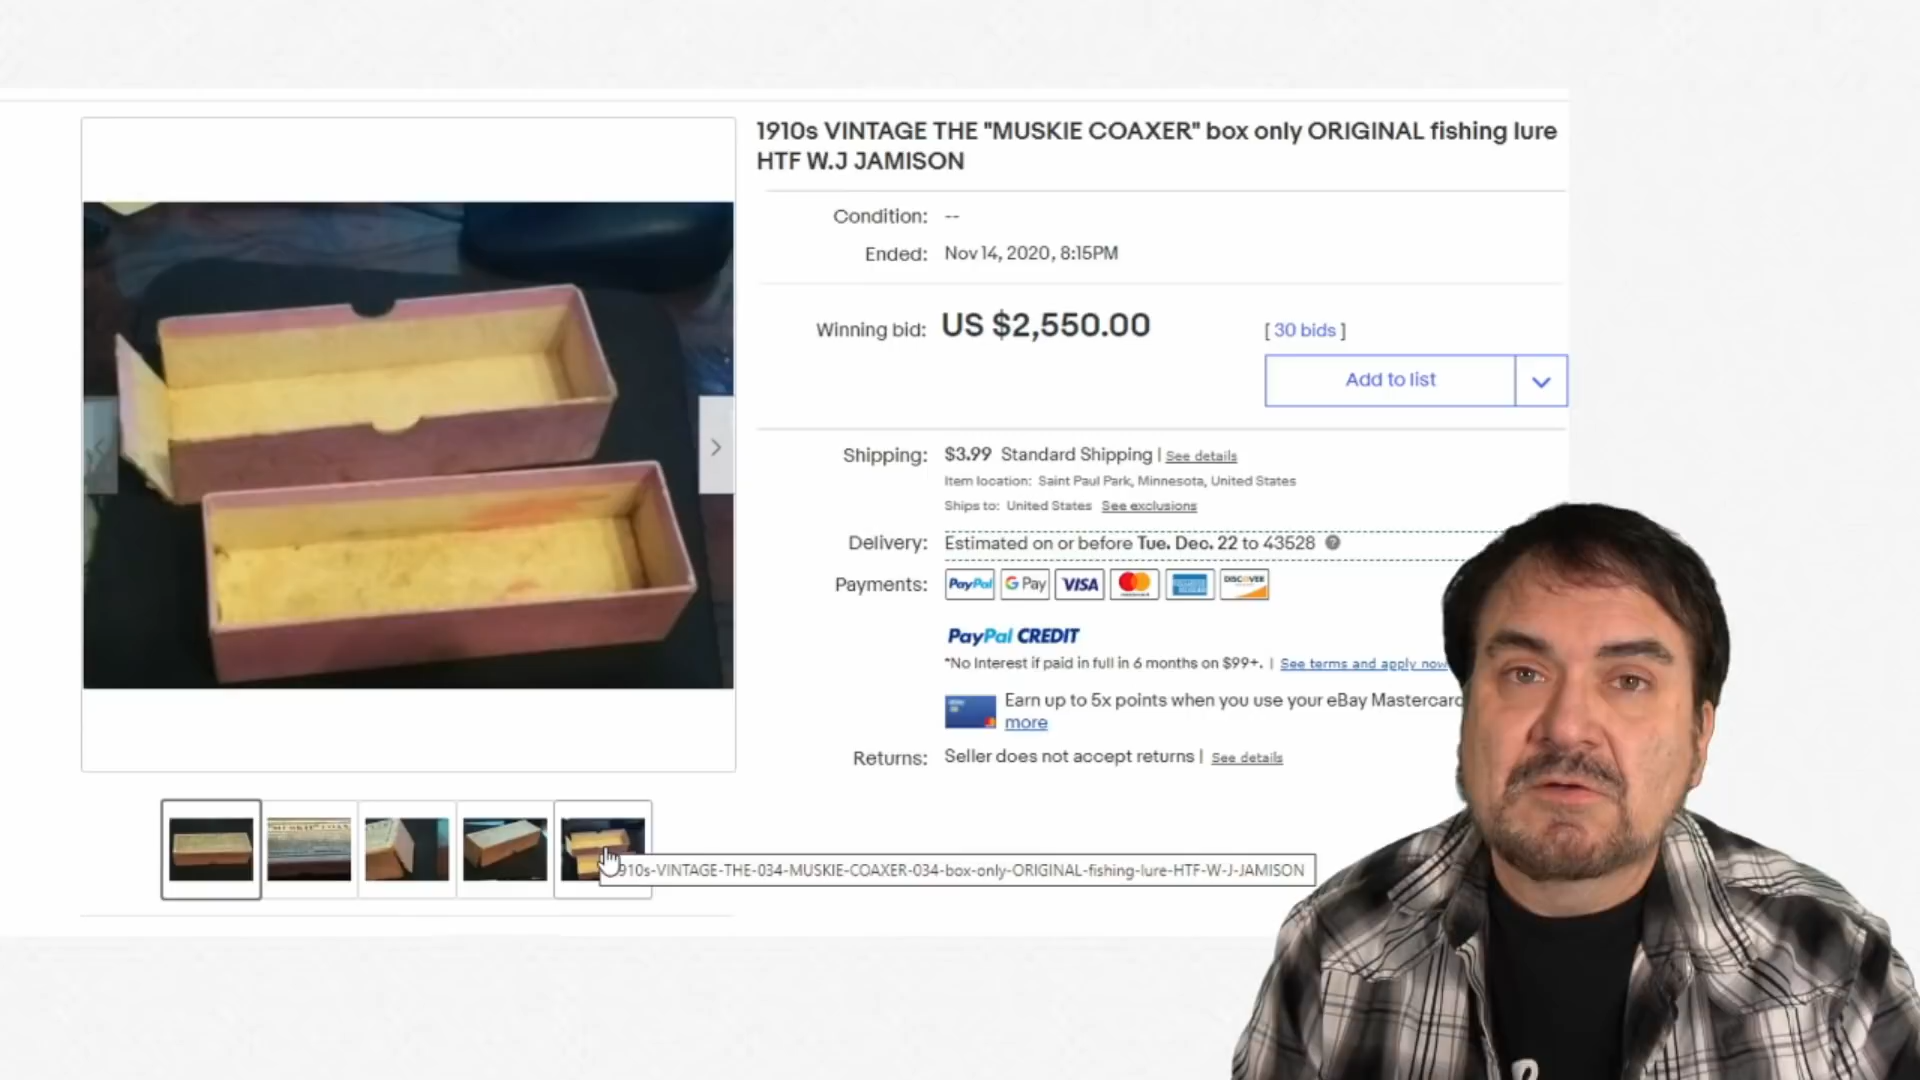 1910s VINTAGE THE "MUSKIE COAXER" box only ORIGINAL fishing lure
HTF W.J JAMISON
Condition: --
Ended: Nov 14, 2020, 8:15PM
Winning bid: US $2,550.00 [ 30 bids ]
Add to list
Shipping: $3.99 Standard Shipping | See details
Item location: Saint Paul Park, Minnesota, United States
Ships to: United States See exclusions
Delivery: Estimated on or before Tue. Dec. 22 to 43528
Payments: PayPal G Pay VISA DISCOVER
PayPal CREDIT
*No Interest if paid in full in 6 months on $99+. | See terms and apply now
Earn up to 5x points when you use your eBay Mastercard
more
Returns: Seller does not accept returns | See details
910s-VINTAGE-THE-034-MUSKIE-COAXER-034-box-only-ORIGINAL-fishing-lure-HTF-W-J-JAMISON